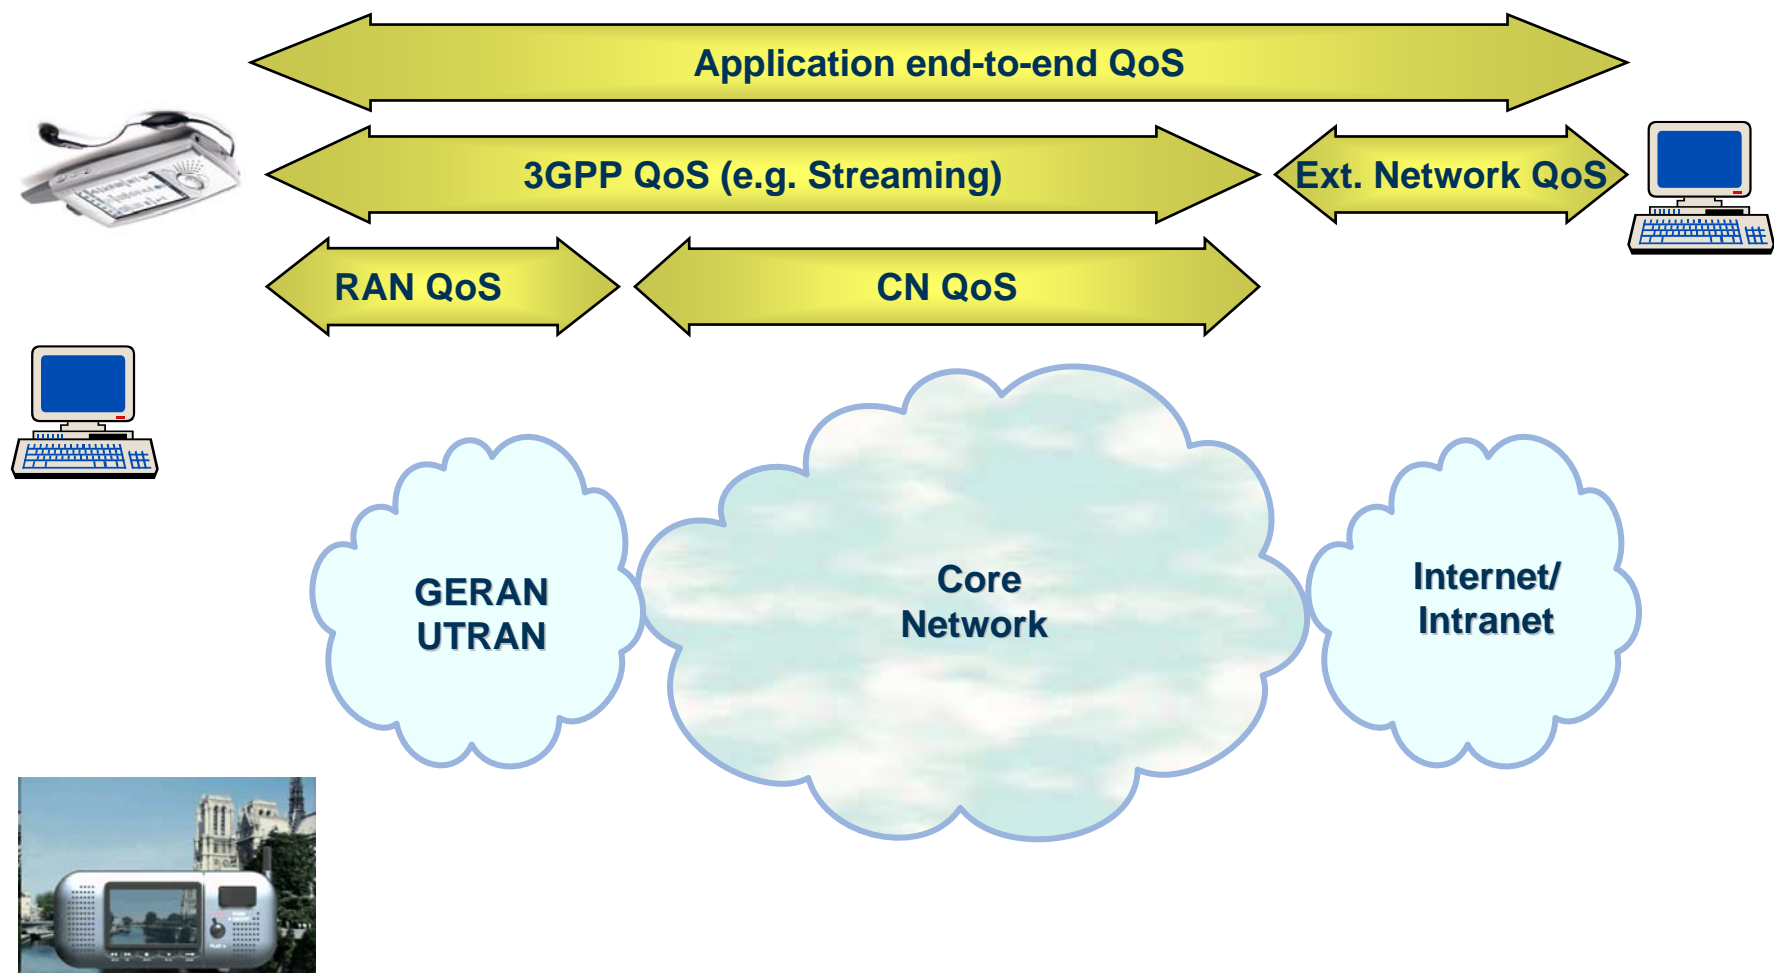 Application end-to-end QoS
3GPP QoS (e.g. Streaming)
Ext. Network QoS
RAN QoS
CN QoS
GERAN
UTRAN
Core
Network
Internet/
Intranet